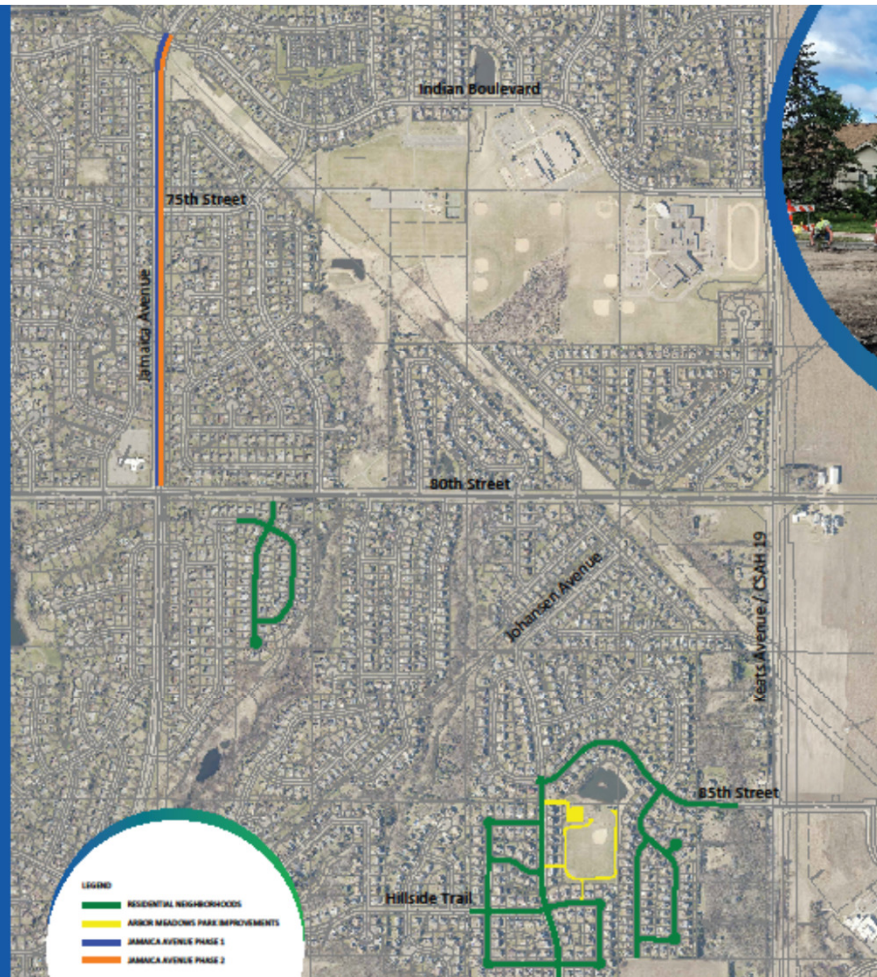 Indian Boulevard
75th Street
Jamaica Avenue
80th Street
Johansen Avenue
Keats Avenue / CSAH 19
85th Street
Hillside Trail
LEGEND
RESIDENTIAL NEIGHBORHOODS
ARBOR MEADOWS PARK IMPROVEMENTS
JAMAICA AVENUE PHASE 1
JAMAICA AVENUE PHASE 2